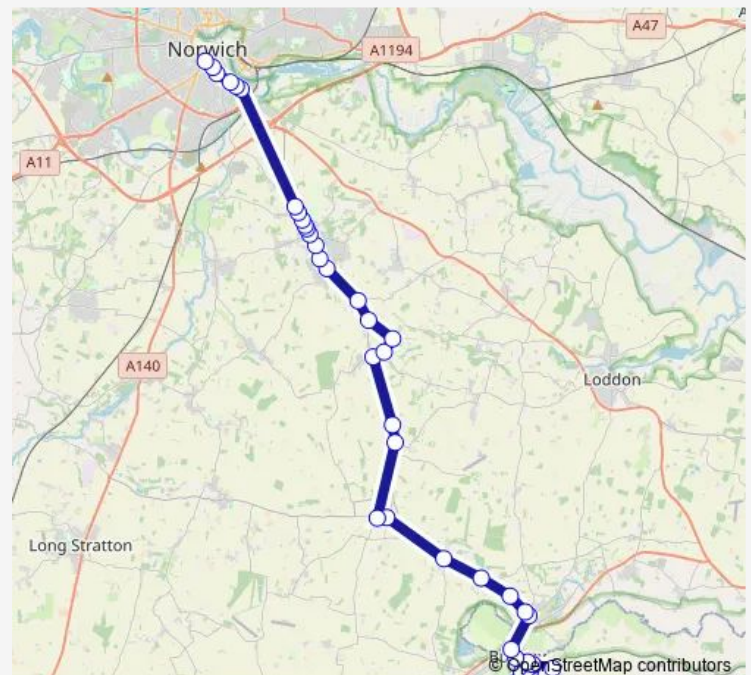 A47
Norwich
A1194
A11
A140
Loddon
Long Stratton
© OpenStreetMap contributors